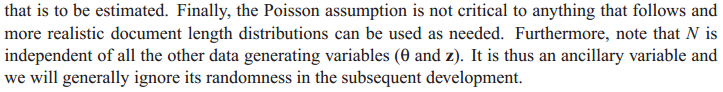 that is to be estimated. Finally, the Poisson assumption is not critical to anything that follows and
more realistic document length distributions can be used as needed. Furthermore, note that N is
independent of all the other data generating variables (θ and z). It is thus an ancillary variable and
we will generally ignore its randomness in the subsequent development.